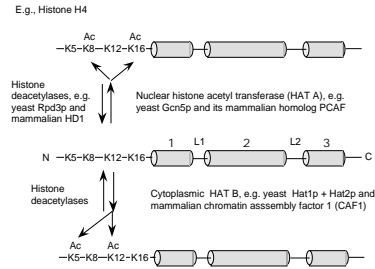 E.g., Histone H4
Ac Ac
–K5–K8–K12–K16–
Histone
deacetylases, e.g.
yeast Rpd3p and
mammalian HD1
Nuclear histone acetyl transferase (HAT A), e.g.
yeast Gcn5p and its mammalian homolog PCAF
1 L1 2 L2 3
N –K5–K8–K12–K16– C
Histone
deacetylases
Cytoplasmic HAT B, e.g. yeast Hat1p + Hat2p and
mammalian chromatin asssembly factor 1 (CAF1)
Ac Ac
–K5–K8–K12–K16–